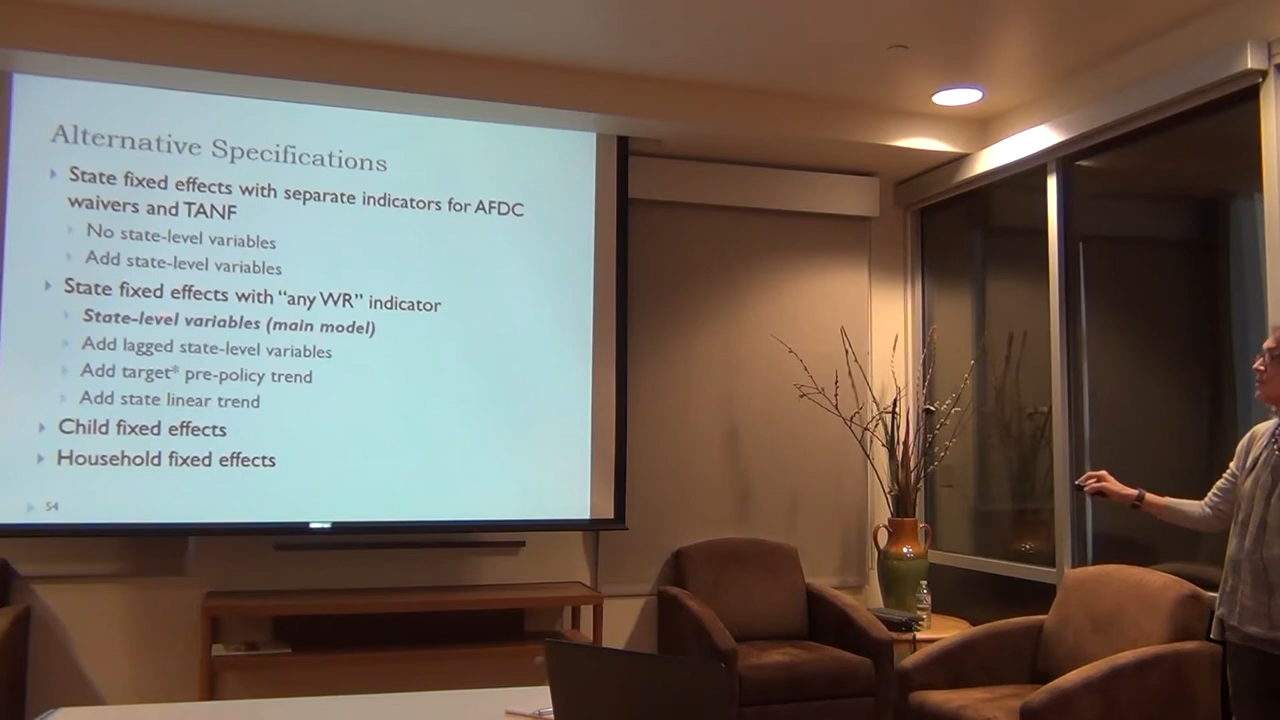 Alternative Specifications
State fixed effects with separate indicators for AFDC
waivers and TANF
No state-level variables
Add state-level variables
State fixed effects with “any WR” indicator
State-level variables (main model)
Add lagged state-level variables
Add target* pre-policy trend
Add state linear trend
Child fixed effects
Household fixed effects
54